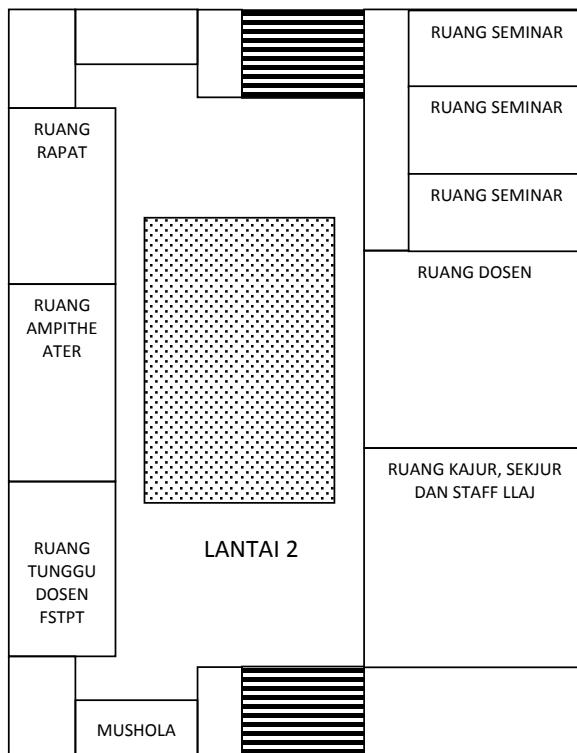 RUANG SEMINAR
RUANG SEMINAR
RUANG SEMINAR
RUANG
RAPAT
RUANG DOSEN
RUANG
AMPITHE
ATER
RUANG KAJUR, SEKJUR
DAN STAFF LLAJ
RUANG
TUNGGU
DOSEN
FSTPT
LANTAI 2
MUSHOLA